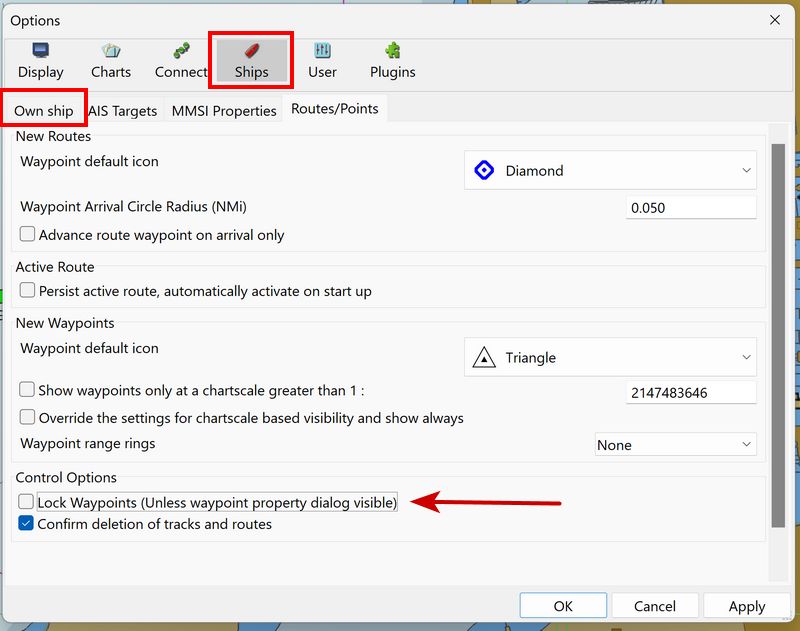 Options
Display Charts Connect Ships User Plugins
Own ship AIS Targets MMSI Properties Routes/Points
New Routes
Waypoint default icon Diamond
Waypoint Arrival Circle Radius (NMi) 0.050
Advance route waypoint on arrival only
Active Route
Persist active route, automatically activate on start up
New Waypoints
Waypoint default icon Triangle
Show waypoints only at a chartscale greater than 1 : 2147483646
Override the settings for chartscale based visibility and show always
Waypoint range rings None
Control Options
Lock Waypoints (Unless waypoint property dialog visible)
Confirm deletion of tracks and routes
OK Cancel Apply